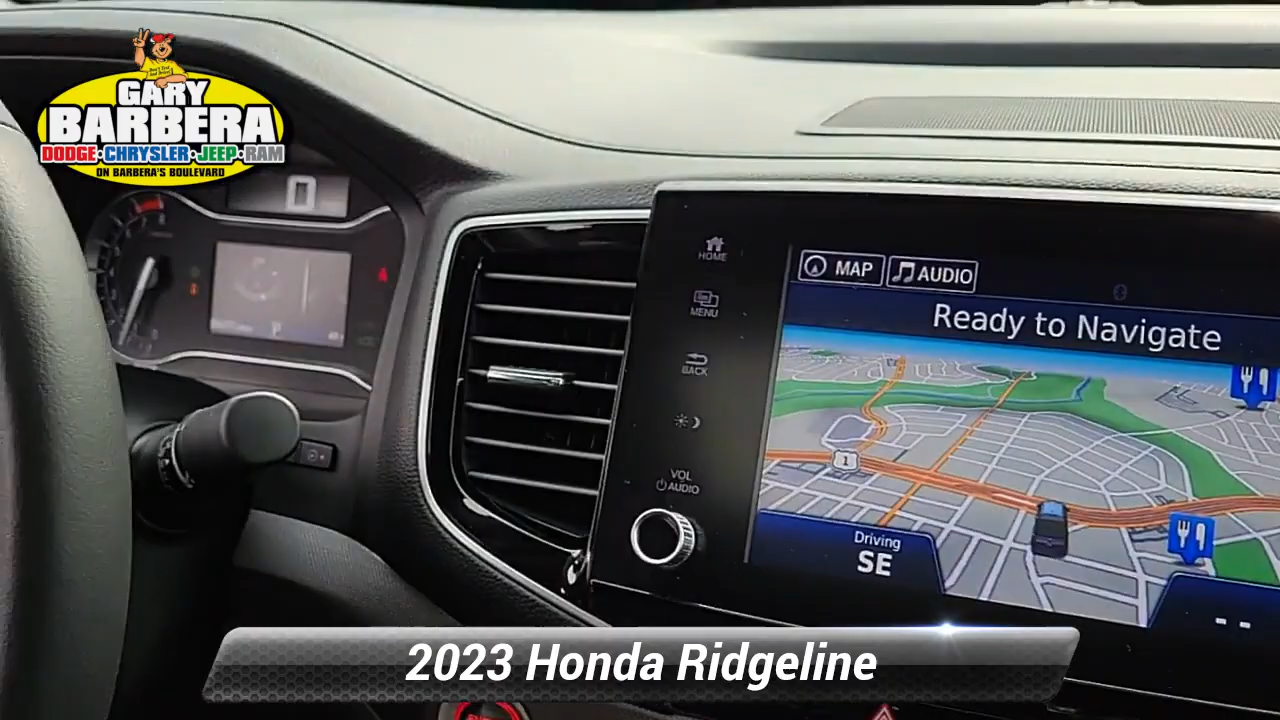 GARY
BARBERA
DODGE·CHRYSLER·JEEP·RAM
ON BARBERA'S BOULEVARD
0
HOME
MENU
BACK
VOL
AUDIO
MAP
AUDIO
Ready to Navigate
1
Driving
SE
--
2023 Honda Ridgeline